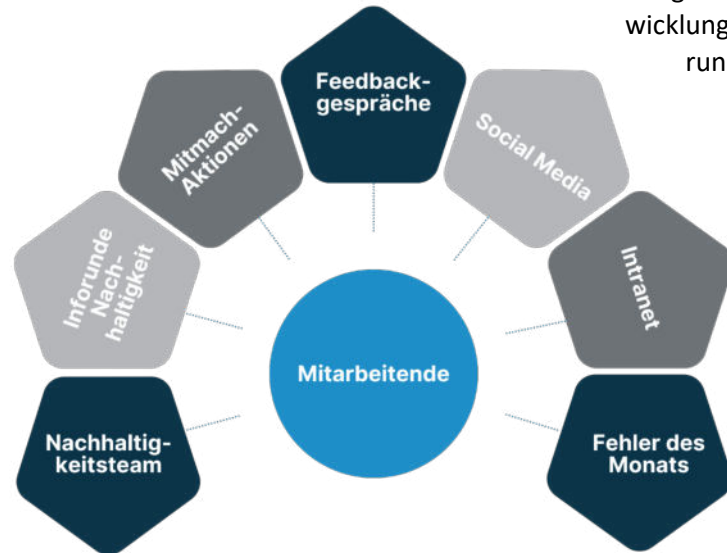 wicklung
run
Feedback-
gespräche
Mitmach-
Aktionen
Social Media
Inforunde
Nach-
haltigkeit
Intranet
Mitarbeitende
Nachhaltig-
keitsteam
Fehler des
Monats